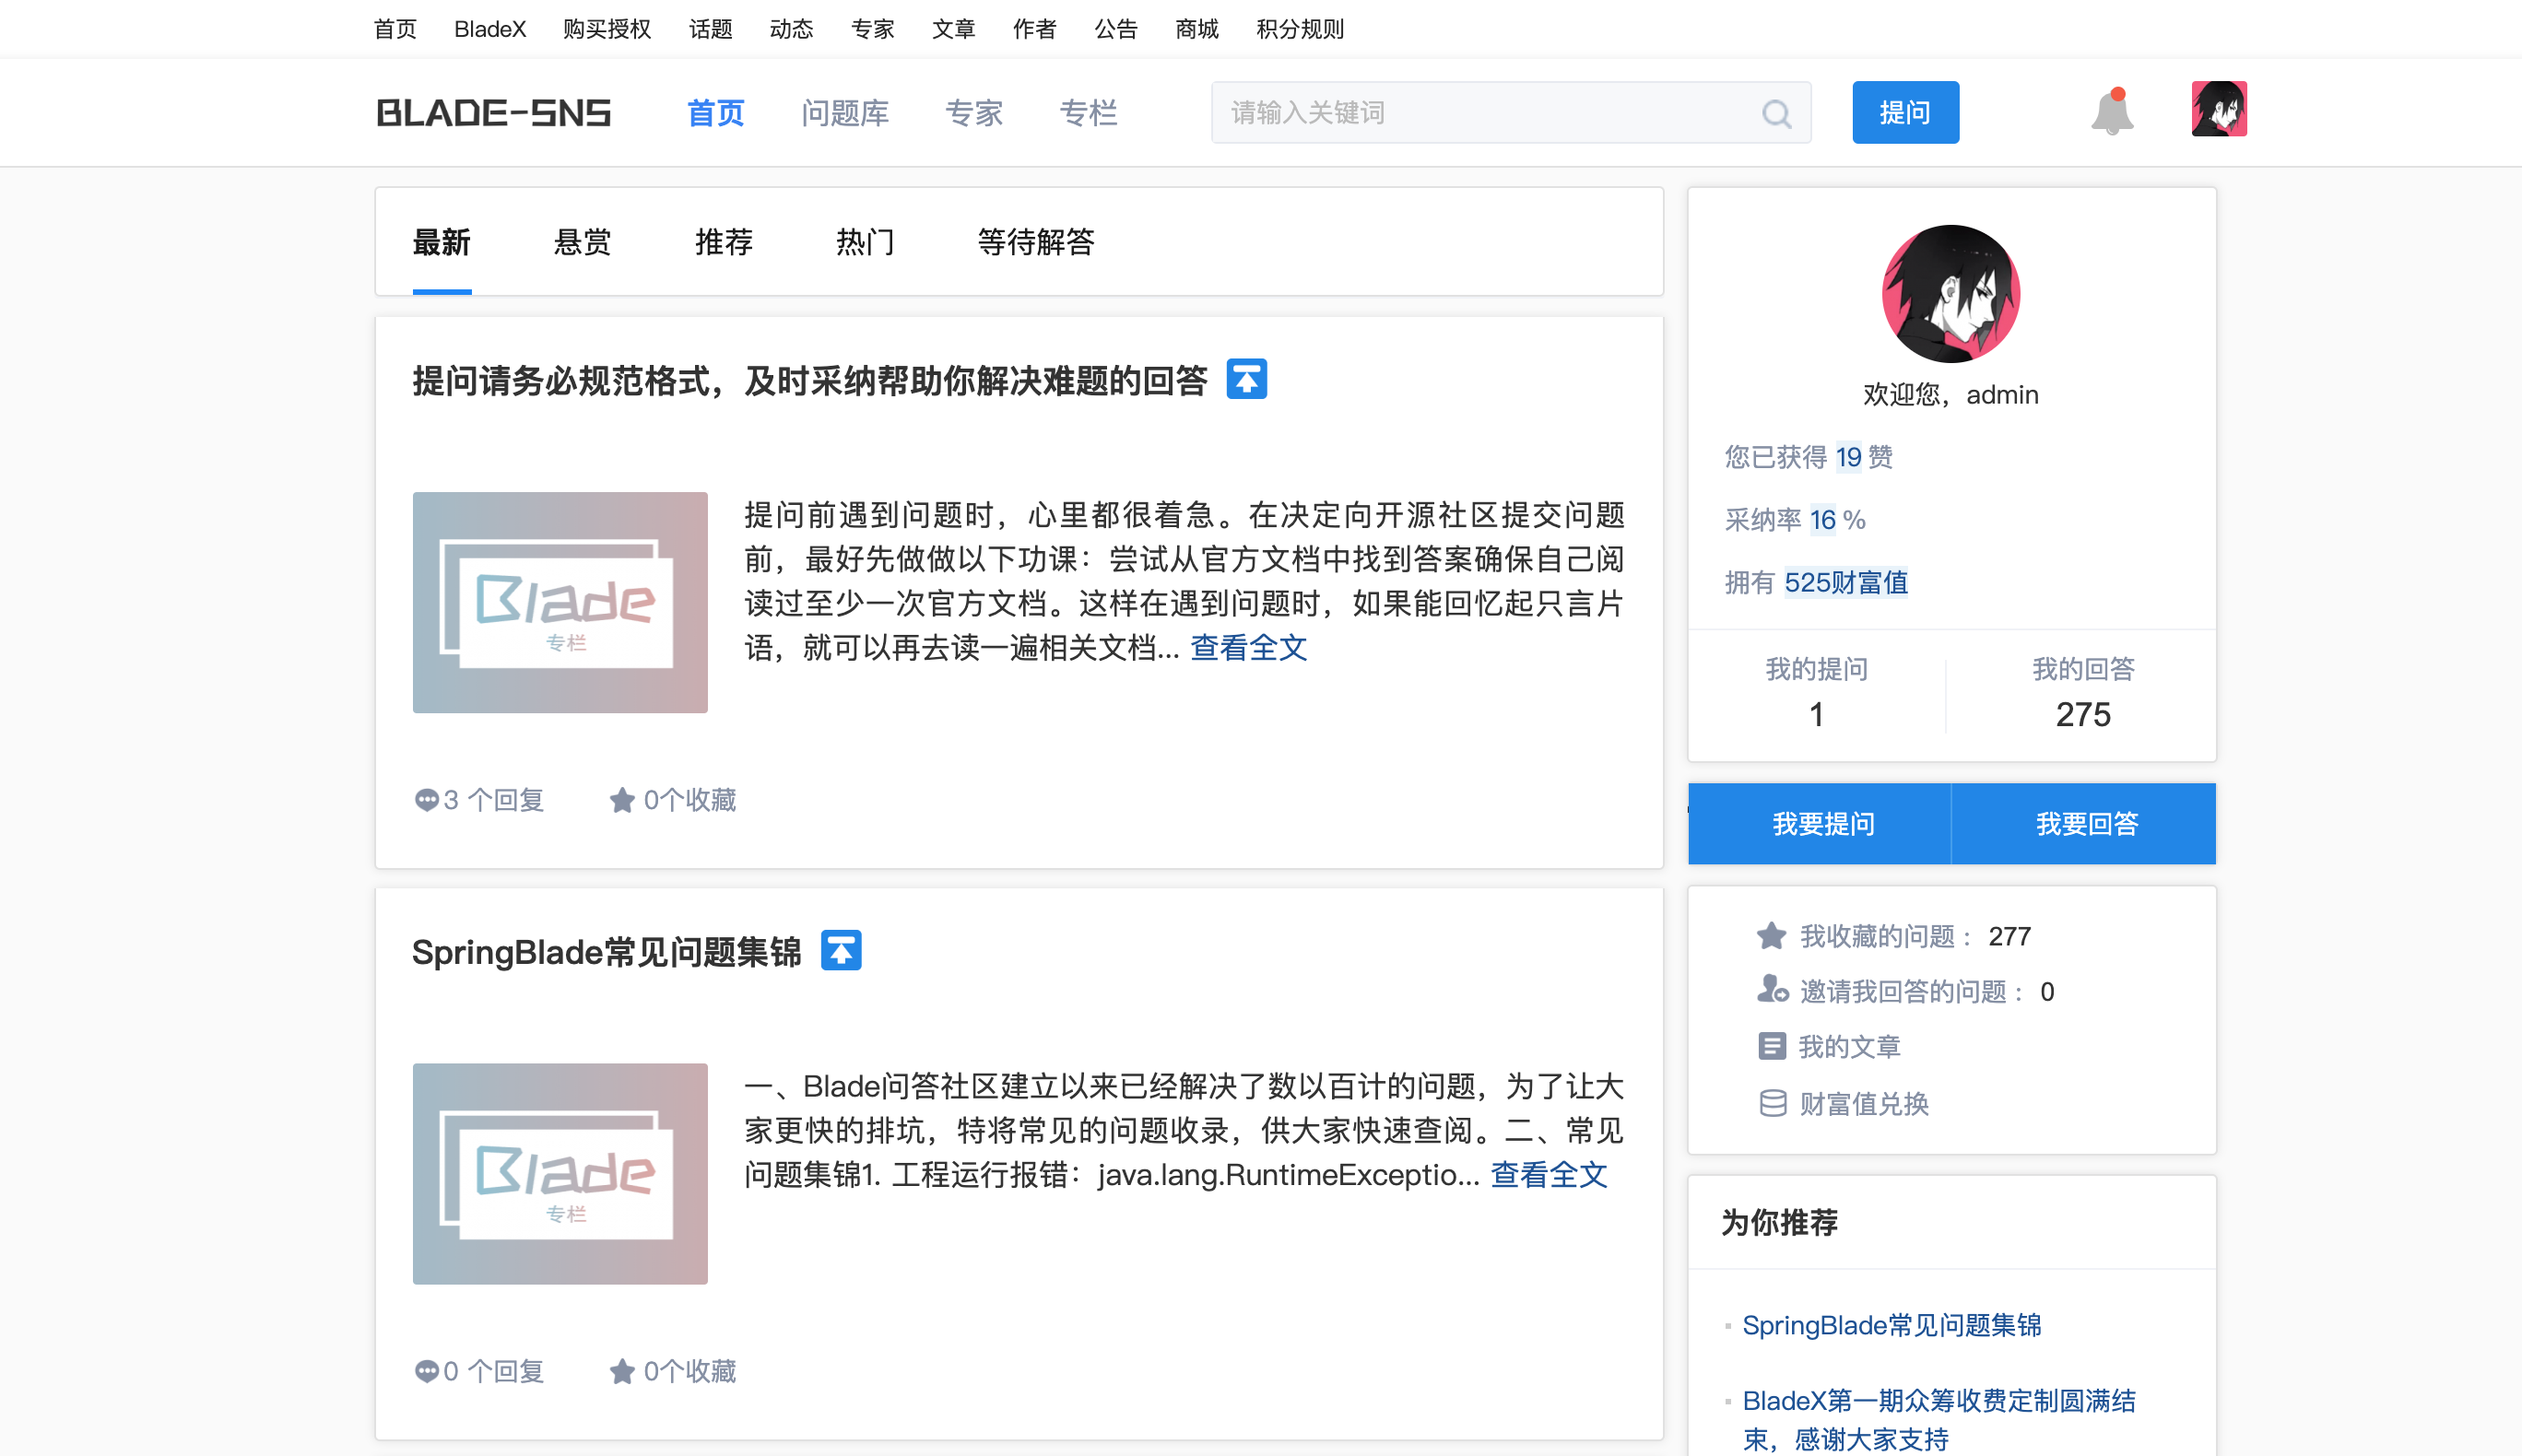 首页 BladeX 购买授权 话题 动态 专家 文章 作者 公告 商城 积分规则
BLADE-SNS 首页 问题库 专家 专栏 请输入关键词 提问
最新 悬赏 推荐 热门 等待解答
提问请务必规范格式，及时采纳帮助你解决难题的回答
Blade
专栏
提问前遇到问题时，心里都很着急。在决定向开源社区提交问题
前，最好先做做以下功课：尝试从官方文档中找到答案确保自己阅
读过至少一次官方文档。这样在遇到问题时，如果能回忆起只言片
语，就可以再去读一遍相关文档... 查看全文
3 个回复 0个收藏
SpringBlade常见问题集锦
Blade
专栏
一、Blade问答社区建立以来已经解决了数以百计的问题，为了让大
家更快的排坑，特将常见的问题收录，供大家快速查阅。二、常见
问题集锦1. 工程运行报错：java.lang.RuntimeExceptio... 查看全文
0 个回复 0个收藏
欢迎您，admin
您已获得 19 赞
采纳率 16 %
拥有 525财富值
我的提问 我的回答
1 275
我要提问 我要回答
我收藏的问题： 277
邀请我回答的问题： 0
我的文章
财富值兑换
为你推荐
SpringBlade常见问题集锦
BladeX第一期众筹收费定制圆满结
束，感谢大家支持